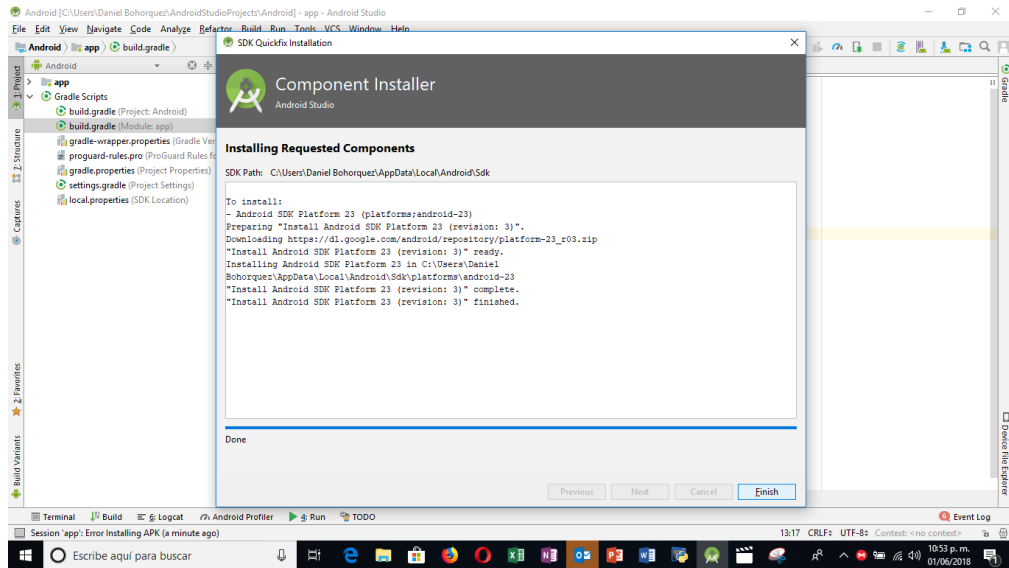 Android [C:\Users\Daniel Bohorquez\AndroidStudioProjects\Android] - app - Android Studio
File Edit View Navigate Code Analyze Refactor Build Run Tools VCS Window Help
Android app build.gradle
SDK Quickfix Installation
Component Installer
Android Studio
1: Project
Z: Structure
Captures
2: Favorites
Build Variants
Android
app
Gradle Scripts
build.gradle (Project: Android)
build.gradle (Module: app)
gradle-wrapper.properties (Gradle Ver
proguard-rules.pro (ProGuard Rules fo
gradle.properties (Project Properties)
settings.gradle (Project Settings)
local.properties (SDK Location)
Installing Requested Components
SDK Path: C:\Users\Daniel Bohorquez\AppData\Local\Android\Sdk
To install:
- Android SDK Platform 23 (platforms;android-23)
Preparing "Install Android SDK Platform 23 (revision: 3)".
Downloading https://dl.google.com/android/repository/platform-23_r03.zip
"Install Android SDK Platform 23 (revision: 3)" ready.
Installing Android SDK Platform 23 in C:\Users\Daniel
Bohorquez\AppData\Local\Android\Sdk\platforms\android-23
"Install Android SDK Platform 23 (revision: 3)" complete.
"Install Android SDK Platform 23 (revision: 3)" finished.
Done
Previous Next Cancel Finish
Gradle
Device File Explorer
Terminal Build 6: Logcat Android Profiler 4: Run TODO
Event Log
Session 'app': Error Installing APK (a minute ago)
13:17 CRLF UTF-8 Context: <no context>
Escribe aquí para buscar
10:53 p. m.
01/06/2018